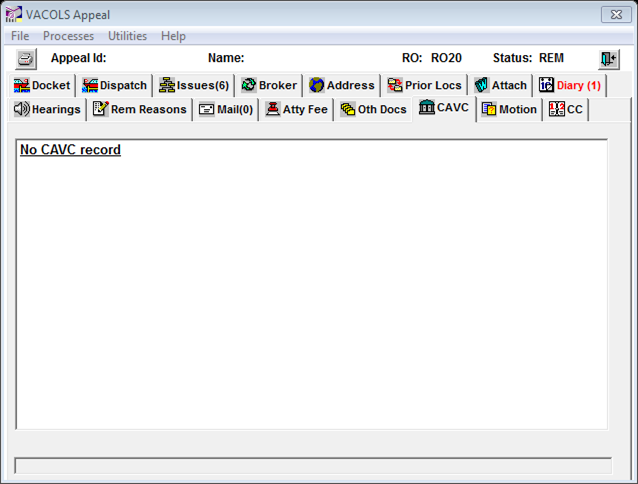 VACOLS Appeal
File Processes Utilities Help
Appeal Id: Name: RO: RO20 Status: REM
Docket Dispatch Issues(6) Broker Address Prior Locs Attach Diary (1)
Hearings Rem Reasons Mail(0) Atty Fee Oth Docs CAVC Motion CC
No CAVC record